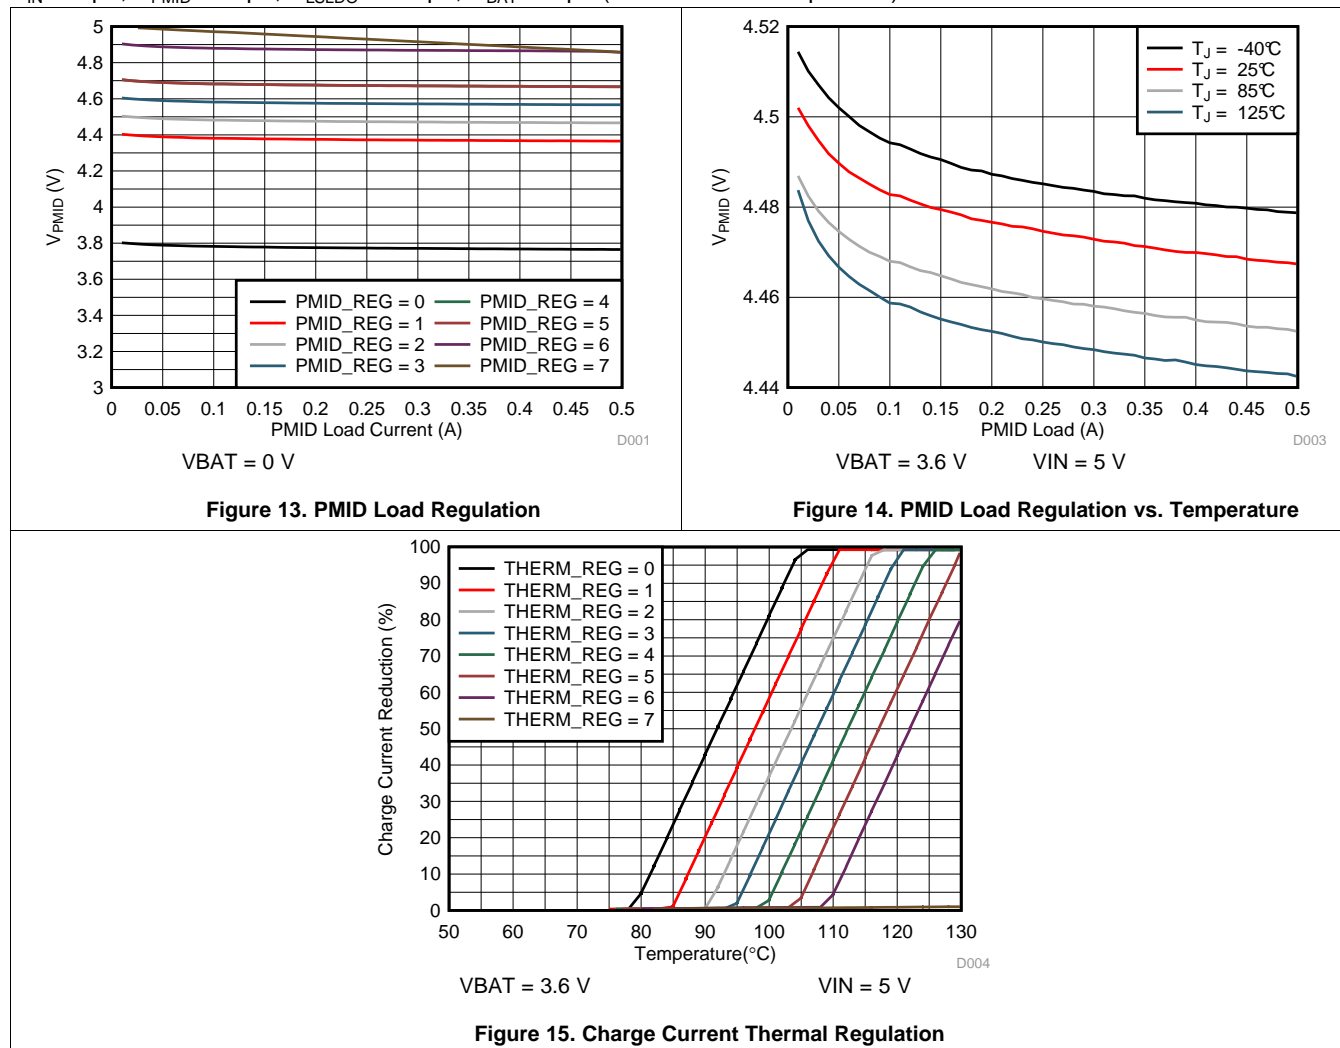 5
4.8
4.6
4.4
4.2
4
3.8
3.6
3.4
3.2
3
V_PMID (V)
PMID_REG = 0 PMID_REG = 4
PMID_REG = 1 PMID_REG = 5
PMID_REG = 2 PMID_REG = 6
PMID_REG = 3 PMID_REG = 7
0 0.05 0.1 0.15 0.2 0.25 0.3 0.35 0.4 0.45 0.5
PMID Load Current (A)
D001
VBAT = 0 V
Figure 13. PMID Load Regulation
4.52
4.5
4.48
4.46
4.44
V_PMID (V)
T_J = -40°C
T_J = 25°C
T_J = 85°C
T_J = 125°C
0 0.05 0.1 0.15 0.2 0.25 0.3 0.35 0.4 0.45 0.5
PMID Load (A)
D003
VBAT = 3.6 V VIN = 5 V
Figure 14. PMID Load Regulation vs. Temperature
100
90
80
70
60
50
40
30
20
10
0
Charge Current Reduction (%)
THERM_REG = 0
THERM_REG = 1
THERM_REG = 2
THERM_REG = 3
THERM_REG = 4
THERM_REG = 5
THERM_REG = 6
THERM_REG = 7
50 60 70 80 90 100 110 120 130
Temperature(°C)
D004
VBAT = 3.6 V VIN = 5 V
Figure 15. Charge Current Thermal Regulation